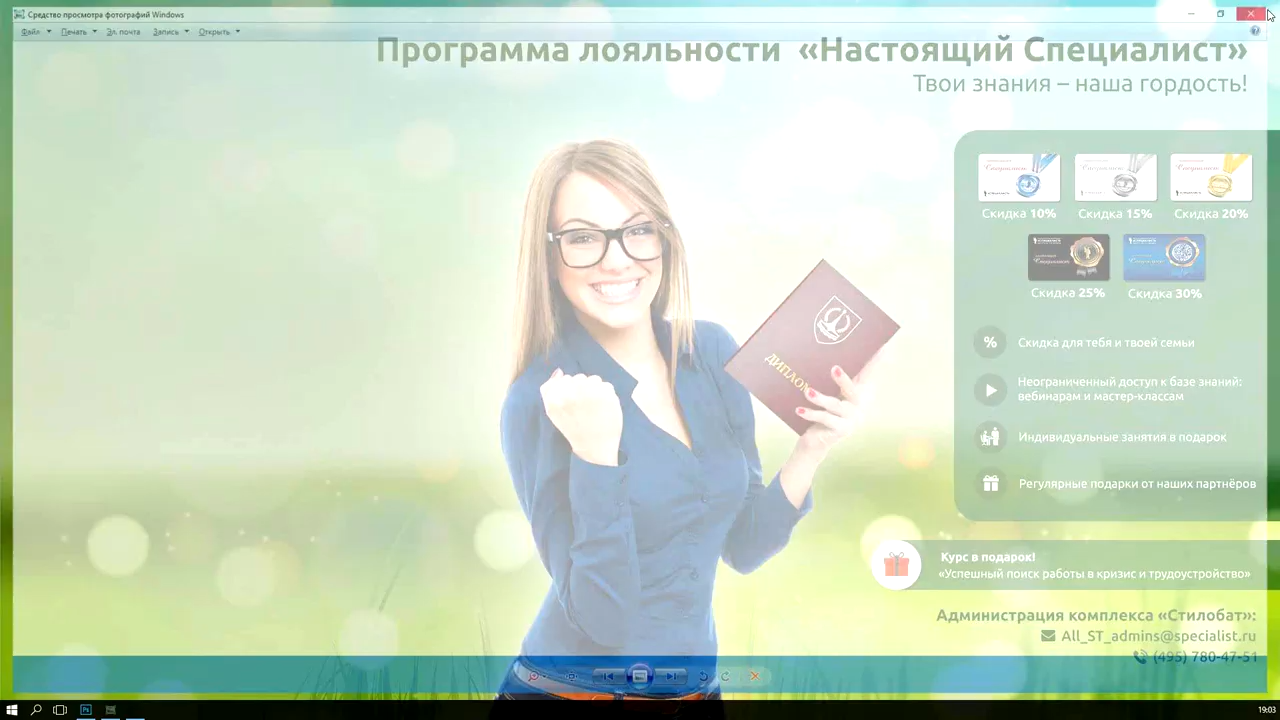 Средство просмотра фотографий Windows
Файл Печать Эл. почта Запись Открыть
Программа лояльности «Настоящий Специалист»
Твои знания – наша гордость!
Скидка 10% Скидка 15% Скидка 20%
Скидка 25% Скидка 30%
ДИПЛОМ
% Скидка для тебя и твоей семьи
Неограниченный доступ к базе знаний:
вебинарам и мастер-классам
Индивидуальные занятия в подарок
Регулярные подарки от наших партнёров
Курс в подарок!
«Успешный поиск работы в кризис и трудоустройство»
Администрация комплекса «Стилобат»:
All_ST_admins@specialist.ru
(495) 780-47-51
Ps
19:03